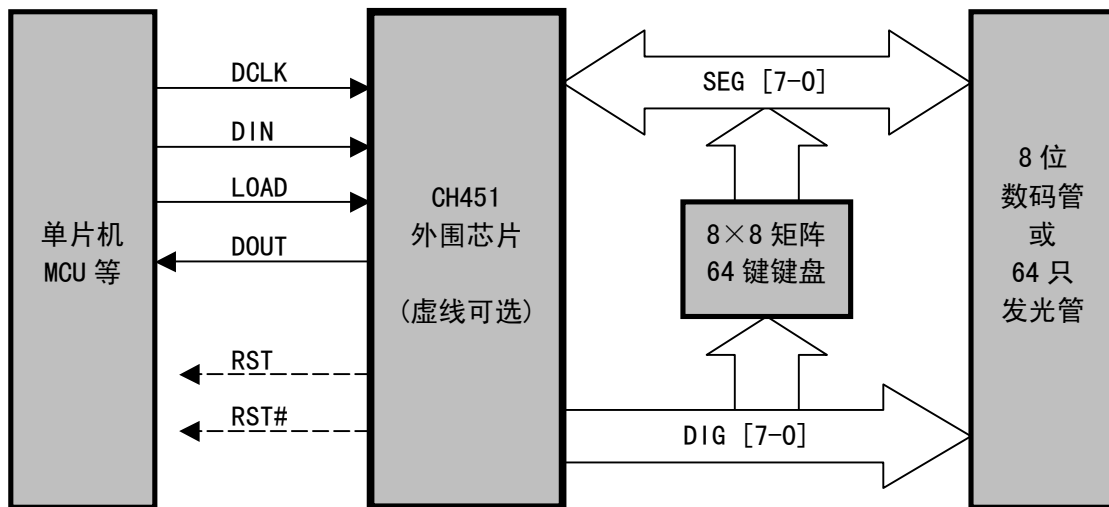 单片机
MCU 等
DCLK
DIN
LOAD
DOUT
RST
RST#
CH451
外围芯片
(虚线可选)
SEG [7-0]
8×8 矩阵
64 键键盘
DIG [7-0]
8 位
数码管
或
64 只
发光管